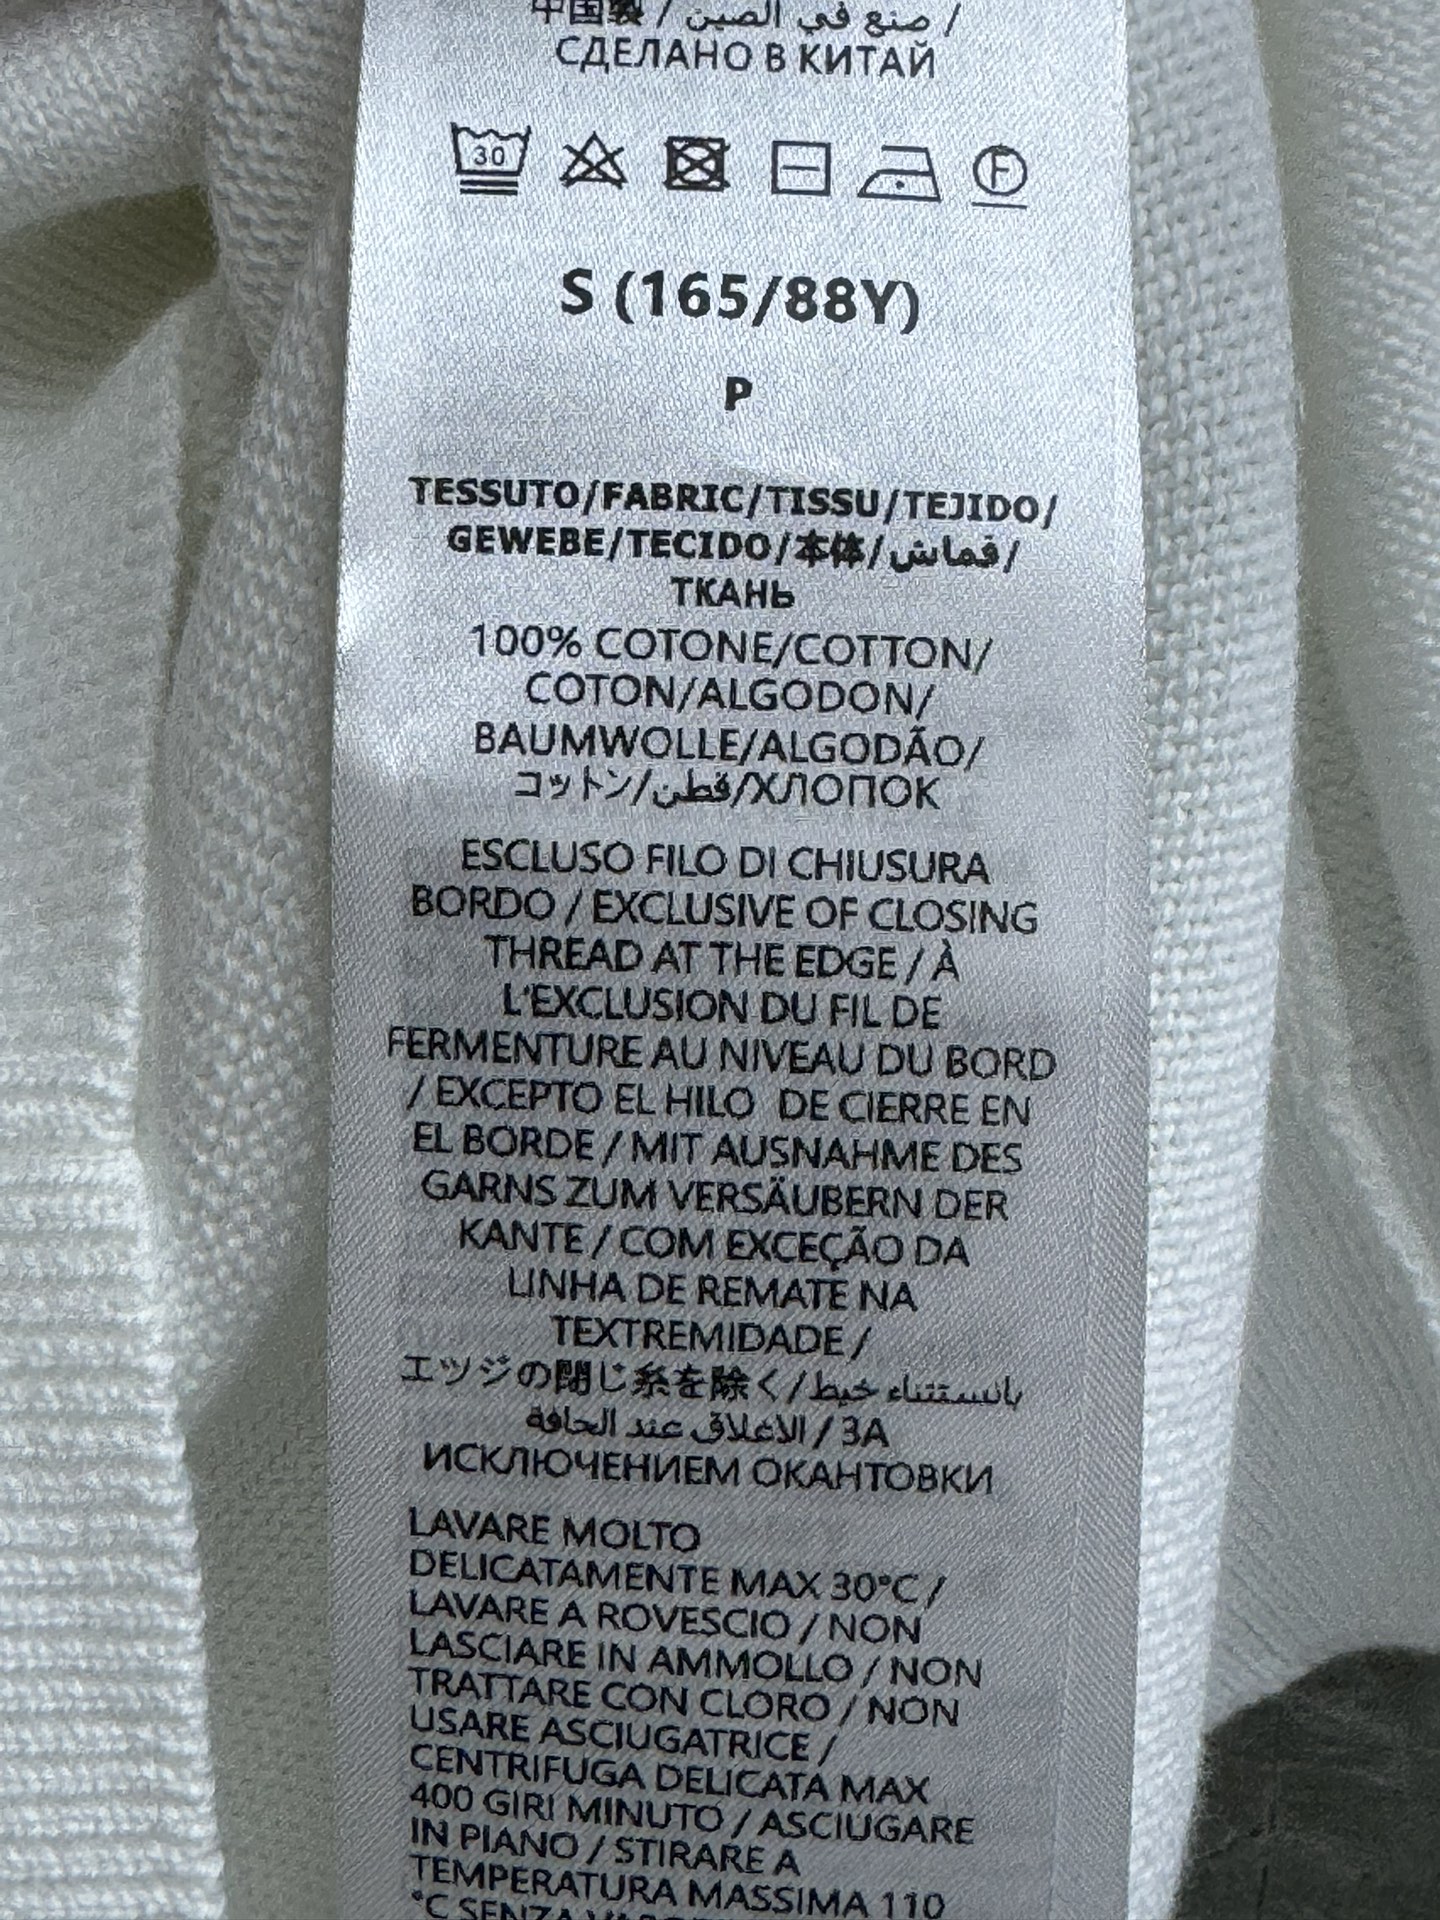 中国製 / صنع في الصين /
СДЕЛАНО В КИТАЙ
30
F
S (165/88Y)
P
TESSUTO/FABRIC/TISSU/TEJIDO/
GEWEBE/TECIDO/本体/قماش/
ТКАНЬ
100% COTONE/COTTON/
COTON/ALGODON/
BAUMWOLLE/ALGODÃO/
コットン/قطن/ХЛОПОК
ESCLUSO FILO DI CHIUSURA
BORDO / EXCLUSIVE OF CLOSING
THREAD AT THE EDGE / À
L'EXCLUSION DU FIL DE
FERMENTURE AU NIVEAU DU BORD
/ EXCEPTO EL HILO DE CIERRE EN
EL BORDE / MIT AUSNAHME DES
GARNS ZUM VERSÄUBERN DER
KANTE / COM EXCEÇÃO DA
LINHA DE REMATE NA
TEXTREMIDADE /
エッジの閉じ糸を除く/باستثناء خيط
الاغلاق عند الحافة / ЗА
ИСКЛЮЧЕНИЕМ ОКАНТОВКИ
LAVARE MOLTO
DELICATAMENTE MAX 30°C /
LAVARE A ROVESCIO / NON
LASCIARE IN AMMOLLO / NON
TRATTARE CON CLORO / NON
USARE ASCIUGATRICE /
CENTRIFUGA DELICATA MAX
400 GIRI MINUTO / ASCIUGARE
IN PIANO / STIRARE A
TEMPERATURA MASSIMA 110
°C SENZA